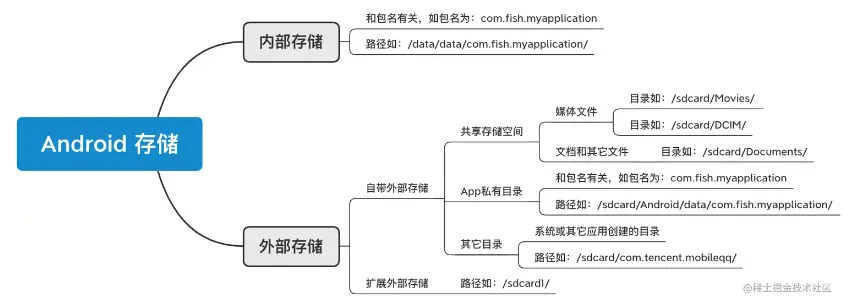 Android 存储
内部存储
和包名有关，如包名为：com.fish.myapplication
路径如：/data/data/com.fish.myapplication/
外部存储
自带外部存储
共享存储空间
媒体文件
目录如：/sdcard/Movies/
目录如：/sdcard/DCIM/
文档和其它文件
目录如：/sdcard/Documents/
App私有目录
和包名有关，如包名为：com.fish.myapplication
路径如：/sdcard/Android/data/com.fish.myapplication/
其它目录
系统或其它应用创建的目录
路径如：/sdcard/com.tencent.mobileqq/
扩展外部存储
路径如：/sdcard1/
@稀土掘金技术社区